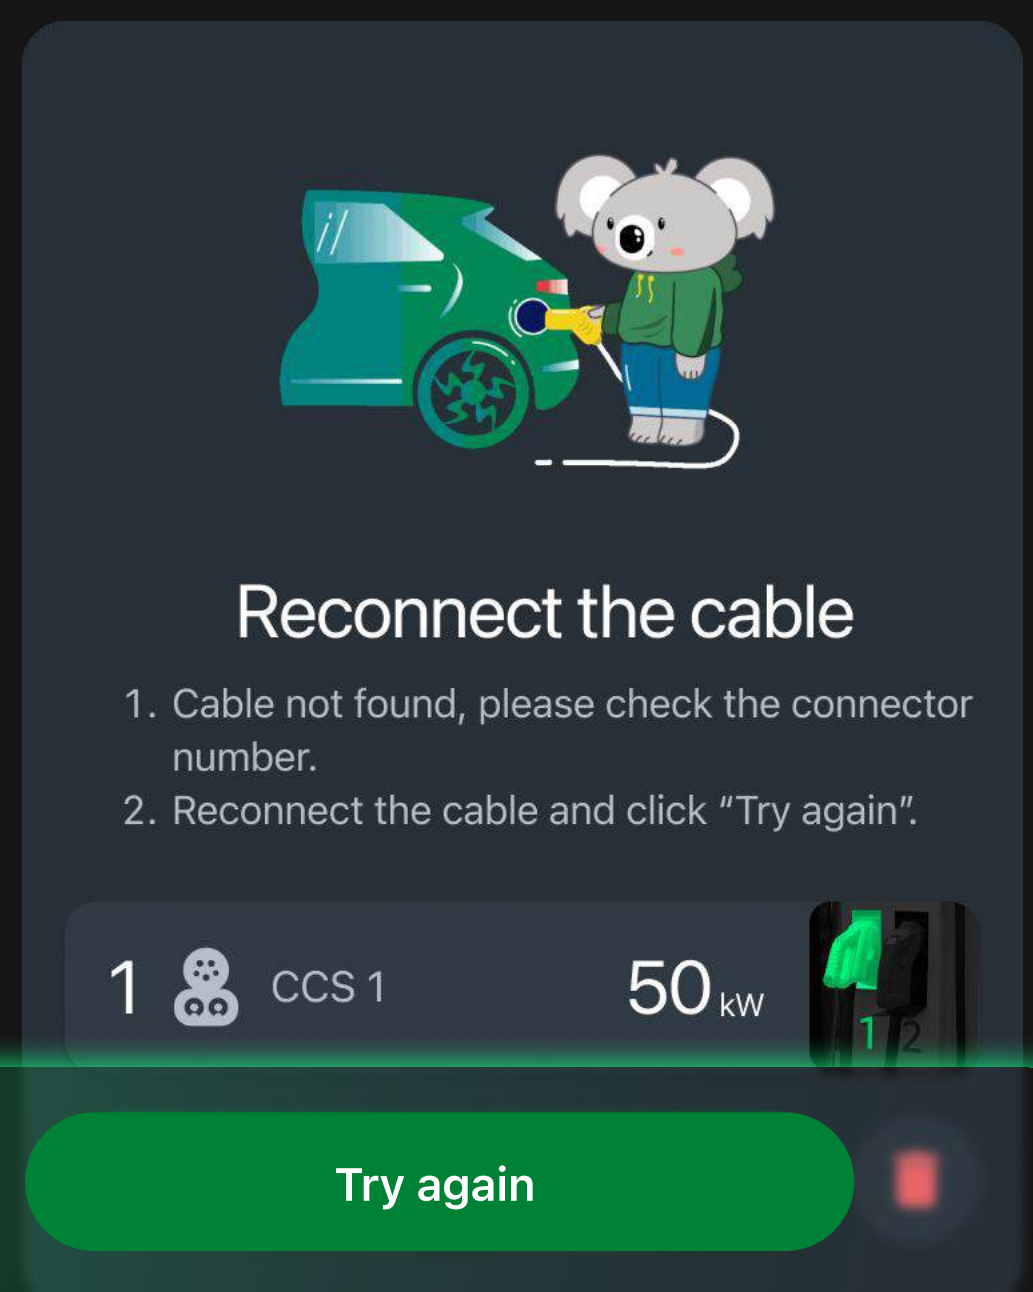 Reconnect the cable
1. Cable not found, please check the connector
number.
2. Reconnect the cable and click “Try again”.
1 CCS 1 50 kW
1 2
Try again